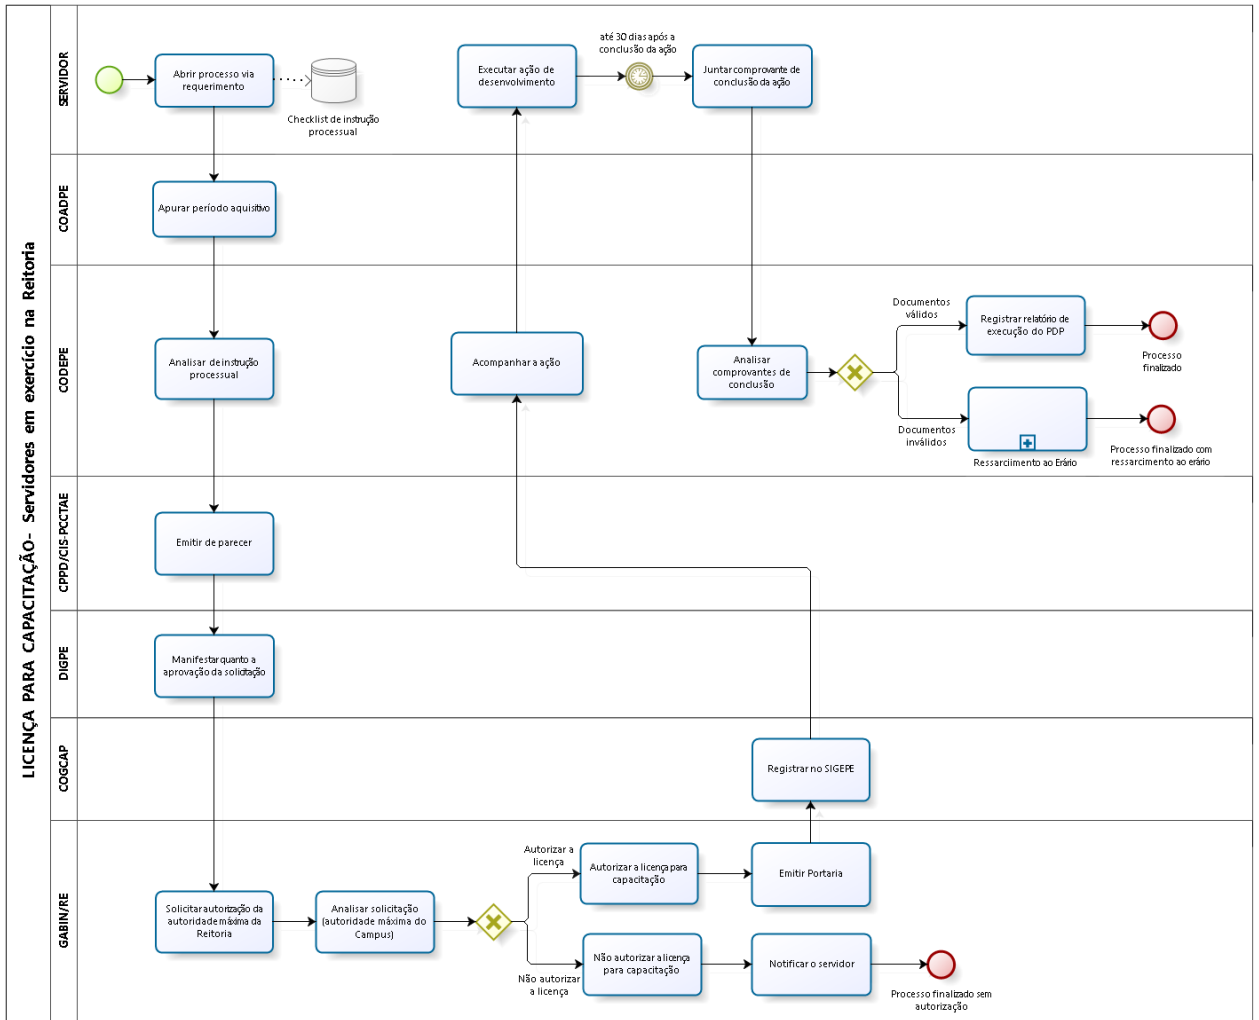 LICENÇA PARA CAPACITAÇÃO- Servidores em exercício na Reitoria
SERVIDOR
Abrir processo via
requerimento
Checklist de instrução
processual
Executar ação de
desenvolvimento
até 30 dias após a
conclusão da ação
Juntar comprovante de
conclusão da ação
COADPE
Apurar período aquisitivo
CODEPE
Analisar de instrução
processual
Acompanhar a ação
Analisar
comprovantes de
conclusão
Documentos
válidos
Registrar relatório de
execução do PDP
Processo
finalizado
Documentos
inválidos
Ressarciimento ao Erário
Processo finalizado com
ressarcimento ao erário
CPPD/CIS-PCCTAE
Emitir de parecer
DIGPE
Manifestar quanto a
aprovação da solicitação
COGCAP
Registrar no SIGEPE
GABIN/RE
Solicitar autorização da
autoridade máxima da
Reitoria
Analisar solicitação
(autoridade máxima do
Campus)
Autorizar a
licença
Autorizar a licença para
capacitação
Emitir Portaria
Não autorizar
a licença
Não autorizar a licença
para capacitação
Notificar o servidor
Processo finalizado sem
autorização